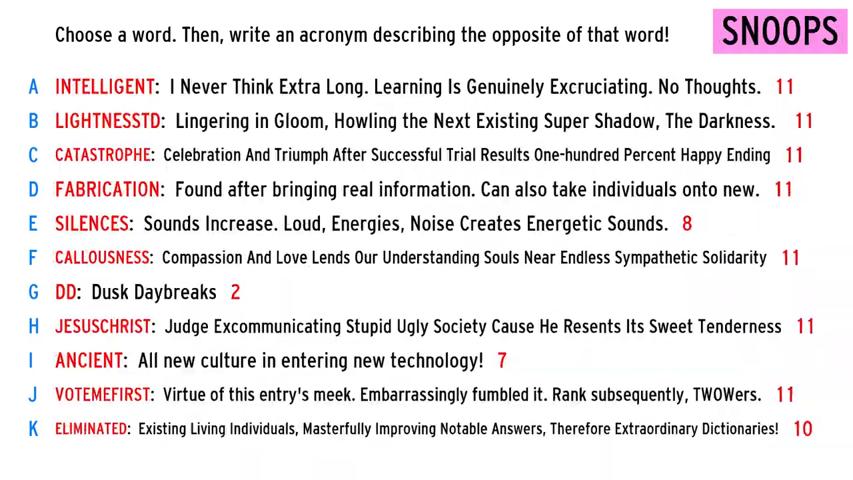 Choose a word. Then, write an acronym describing the opposite of that word!
SNOOPS
A INTELLIGENT: I Never Think Extra Long. Learning Is Genuinely Excruciating. No Thoughts. 11
B LIGHTNESSTD: Lingering in Gloom, Howling the Next Existing Super Shadow, The Darkness. 11
C CATASTROPHE: Celebration And Triumph After Successful Trial Results One-hundred Percent Happy Ending 11
D FABRICATION: Found after bringing real information. Can also take individuals onto new. 11
E SILENCES: Sounds Increase. Loud, Energies, Noise Creates Energetic Sounds. 8
F CALLOUSNESS: Compassion And Love Lends Our Understanding Souls Near Endless Sympathetic Solidarity 11
G DD: Dusk Daybreaks 2
H JESUSCHRIST: Judge Excommunicating Stupid Ugly Society Cause He Resents Its Sweet Tenderness 11
I ANCIENT: All new culture in entering new technology! 7
J VOTEMEFIRST: Virtue of this entry's meek. Embarrassingly fumbled it. Rank subsequently, TWOWers. 11
K ELIMINATED: Existing Living Individuals, Masterfully Improving Notable Answers, Therefore Extraordinary Dictionaries! 10